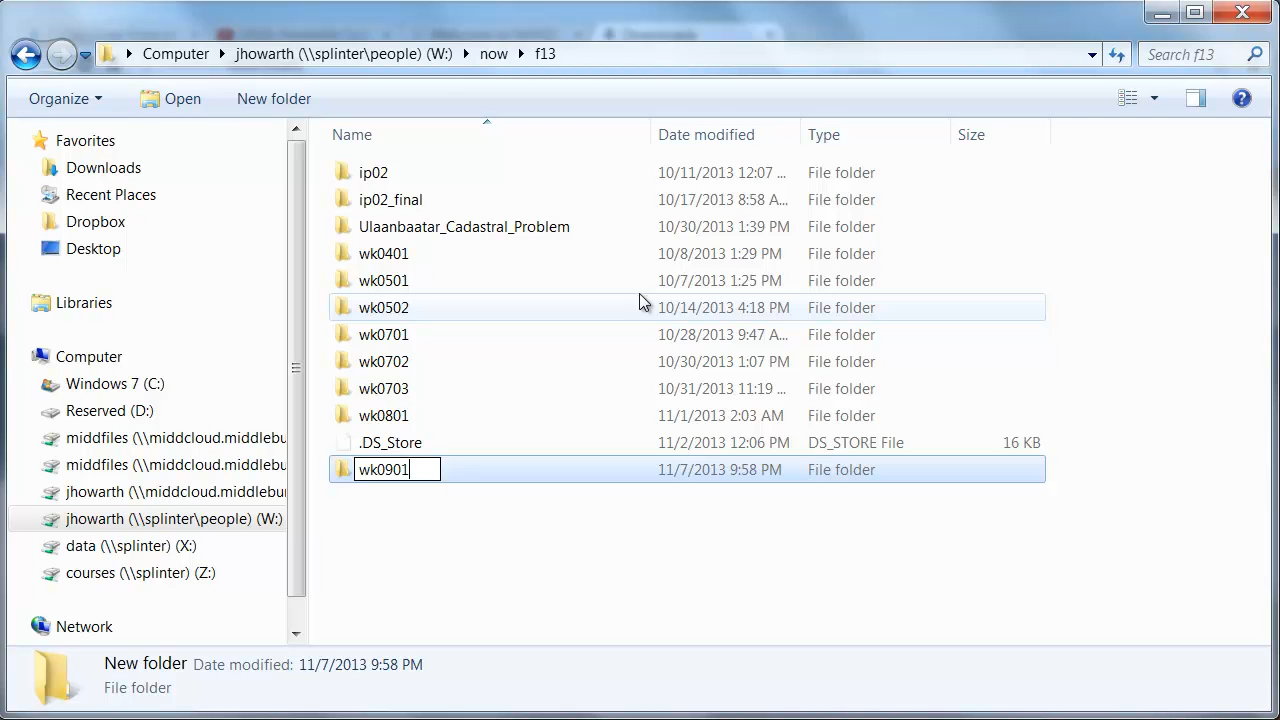 Computer jhowarth (\\splinter\people) (W:) now f13
Search f13
Organize Open New folder
Name Date modified Type Size
Favorites
Downloads
Recent Places
Dropbox
Desktop
Libraries
Computer
Windows 7 (C:)
Reserved (D:)
middfiles (\\middcloud.middlebu
middfiles (\\middcloud.middlebu
jhowarth (\\middcloud.middlebur
jhowarth (\\splinter\people) (W:)
data (\\splinter) (X:)
courses (\\splinter) (Z:)
Network
ip02 10/11/2013 12:07 ... File folder
ip02_final 10/17/2013 8:58 A... File folder
Ulaanbaatar_Cadastral_Problem 10/30/2013 1:39 PM File folder
wk0401 10/8/2013 1:29 PM File folder
wk0501 10/7/2013 1:25 PM File folder
wk0502 10/14/2013 4:18 PM File folder
wk0701 10/28/2013 9:47 A... File folder
wk0702 10/30/2013 1:07 PM File folder
wk0703 10/31/2013 11:19 ... File folder
wk0801 11/1/2013 2:03 AM File folder
.DS_Store 11/2/2013 12:06 PM DS_STORE File 16 KB
wk0901 11/7/2013 9:58 PM File folder
New folder Date modified: 11/7/2013 9:58 PM
File folder